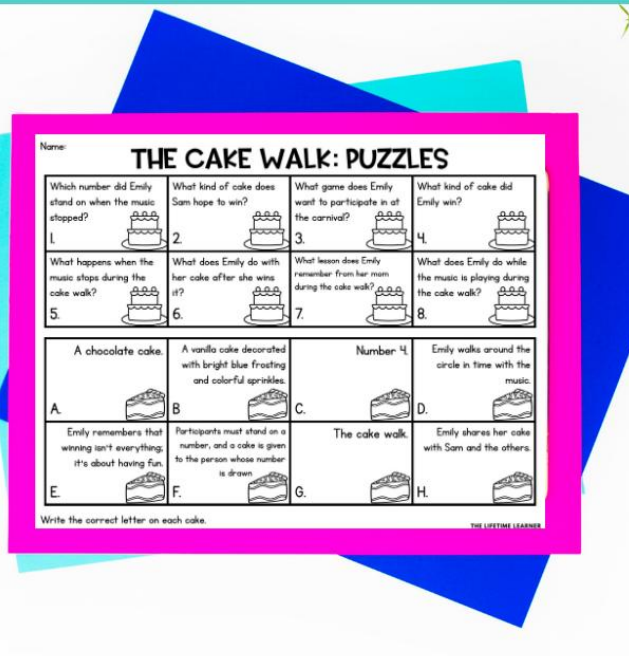 Name:
THE CAKE WALK: PUZZLES
Which number did Emily
stand on when the music
stopped?
1.
What kind of cake does
Sam hope to win?
2.
What game does Emily
want to participate in at
the carnival?
3.
What kind of cake did
Emily win?
4.
What happens when the
music stops during the
cake walk?
5.
What does Emily do with
her cake after she wins
it?
6.
What lesson does Emily
remember from her mom
during the cake walk?
7.
What does Emily do while
the music is playing during
the cake walk?
8.
A chocolate cake.
A.
A vanilla cake decorated
with bright blue frosting
and colorful sprinkles.
B
Number 4.
C.
Emily walks around the
circle in time with the
music.
D.
Emily remembers that
winning isn't everything;
it's about having fun.
E.
Participants must stand on a
number, and a cake is given
to the person whose number
is drawn
F.
The cake walk.
G.
Emily shares her cake
with Sam and the others.
H.
Write the correct letter on each cake.
THE LIFETIME LEARNER